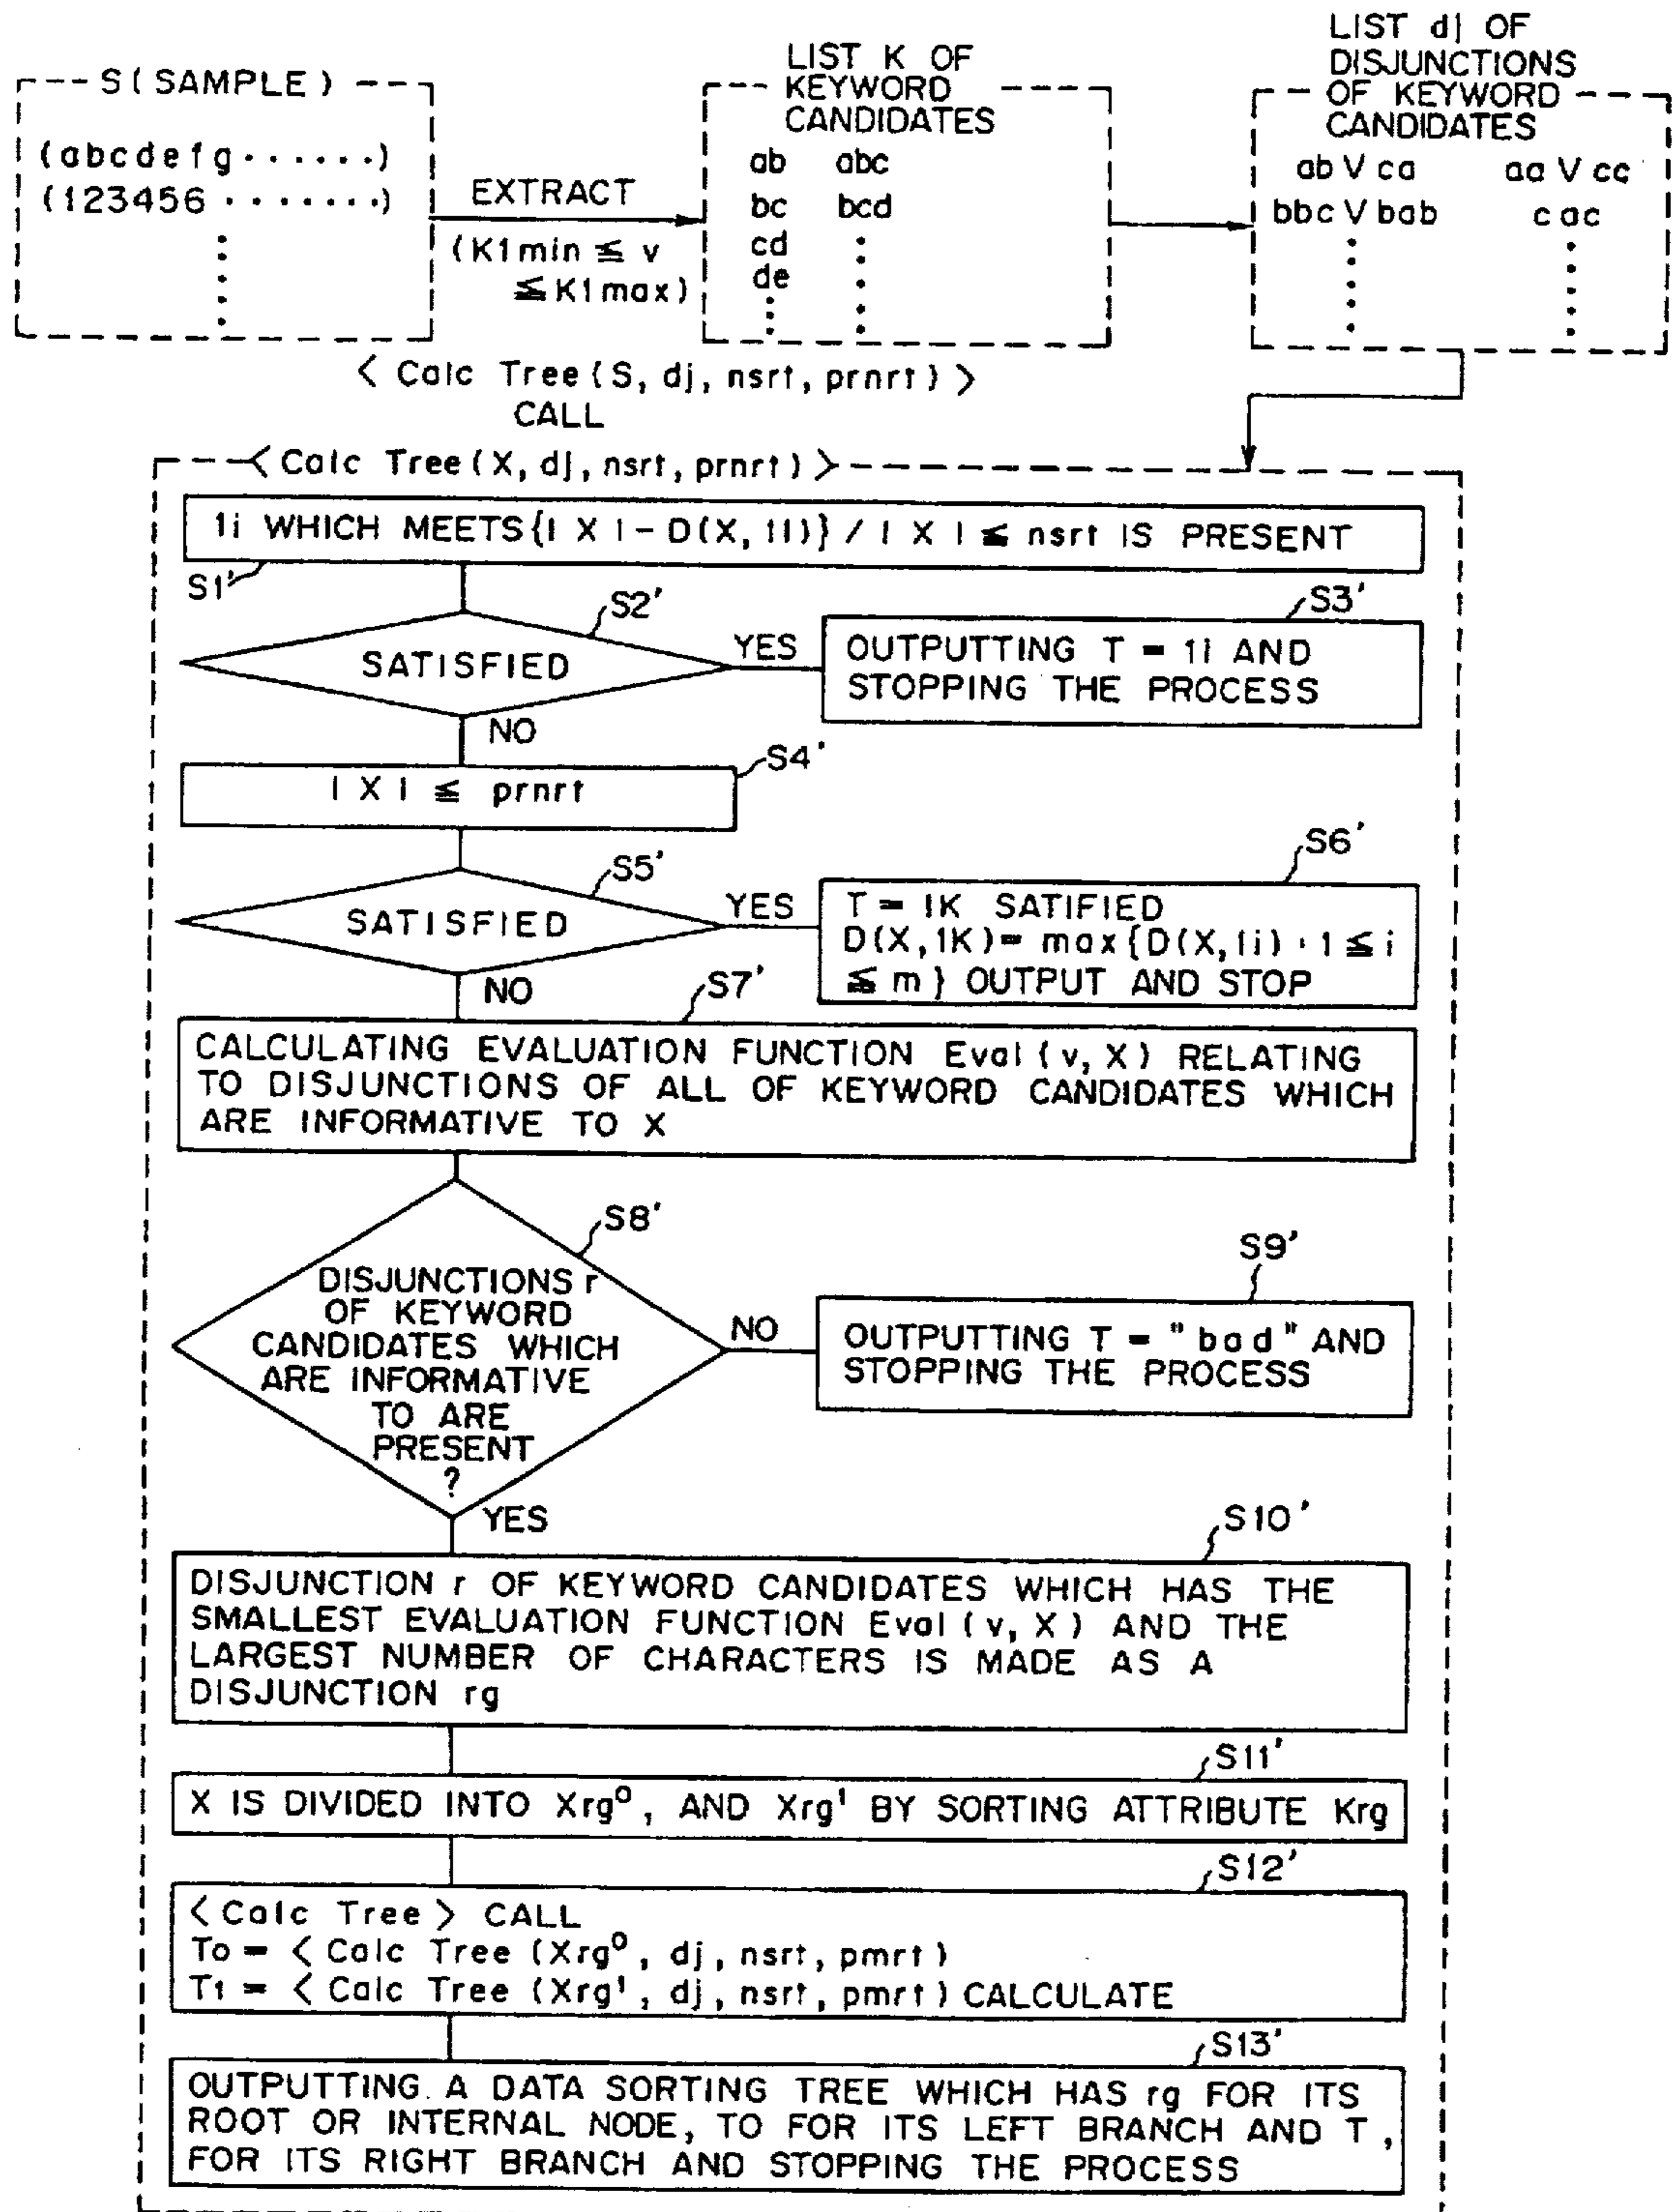 S(SAMPLE)
(abcdefg······)
(123456·······)
EXTRACT
(K1min ≦ v
≦K1max)
LIST K OF
KEYWORD
CANDIDATES
ab abc
bc bcd
cd
de
LIST dj OF
DISJUNCTIONS
OF KEYWORD
CANDIDATES
ab V ca aa V cc
bbc V bab cac
< Calc Tree(S, dj, nsrt, prnrt) >
CALL
< Calc Tree(X, dj, nsrt, prnrt) >
1i WHICH MEETS {I X I - D(X, 1i)} / I X I ≦ nsrt IS PRESENT
S1'
S2'
SATISFIED
YES
S3'
OUTPUTTING T = 1i AND
STOPPING THE PROCESS
NO
S4'
I X I ≦ prnrt
S5'
SATISFIED
YES
S6'
T = 1K SATIFIED
D(X, 1K) = max{D(X, 1i) : 1 ≦ i
≦ m} OUTPUT AND STOP
NO
S7'
CALCULATING EVALUATION FUNCTION Eval (v, X) RELATING
TO DISJUNCTIONS OF ALL OF KEYWORD CANDIDATES WHICH
ARE INFORMATIVE TO X
S8'
DISJUNCTIONS r
OF KEYWORD
CANDIDATES WHICH
ARE INFORMATIVE
TO ARE
PRESENT
?
NO
S9'
OUTPUTTING T = "bad" AND
STOPPING THE PROCESS
YES
S10'
DISJUNCTION r OF KEYWORD CANDIDATES WHICH HAS THE
SMALLEST EVALUATION FUNCTION Eval (v, X) AND THE
LARGEST NUMBER OF CHARACTERS IS MADE AS A
DISJUNCTION rg
S11'
X IS DIVIDED INTO Xrg⁰, AND Xrg¹ BY SORTING ATTRIBUTE Krg
S12'
< Calc Tree > CALL
To = < Calc Tree (Xrg⁰, dj, nsrt, pmrt)
T1 = < Calc Tree (Xrg¹, dj, nsrt, pmrt) CALCULATE
S13'
OUTPUTTING A DATA SORTING TREE WHICH HAS rg FOR ITS
ROOT OR INTERNAL NODE, TO FOR ITS LEFT BRANCH AND T,
FOR ITS RIGHT BRANCH AND STOPPING THE PROCESS